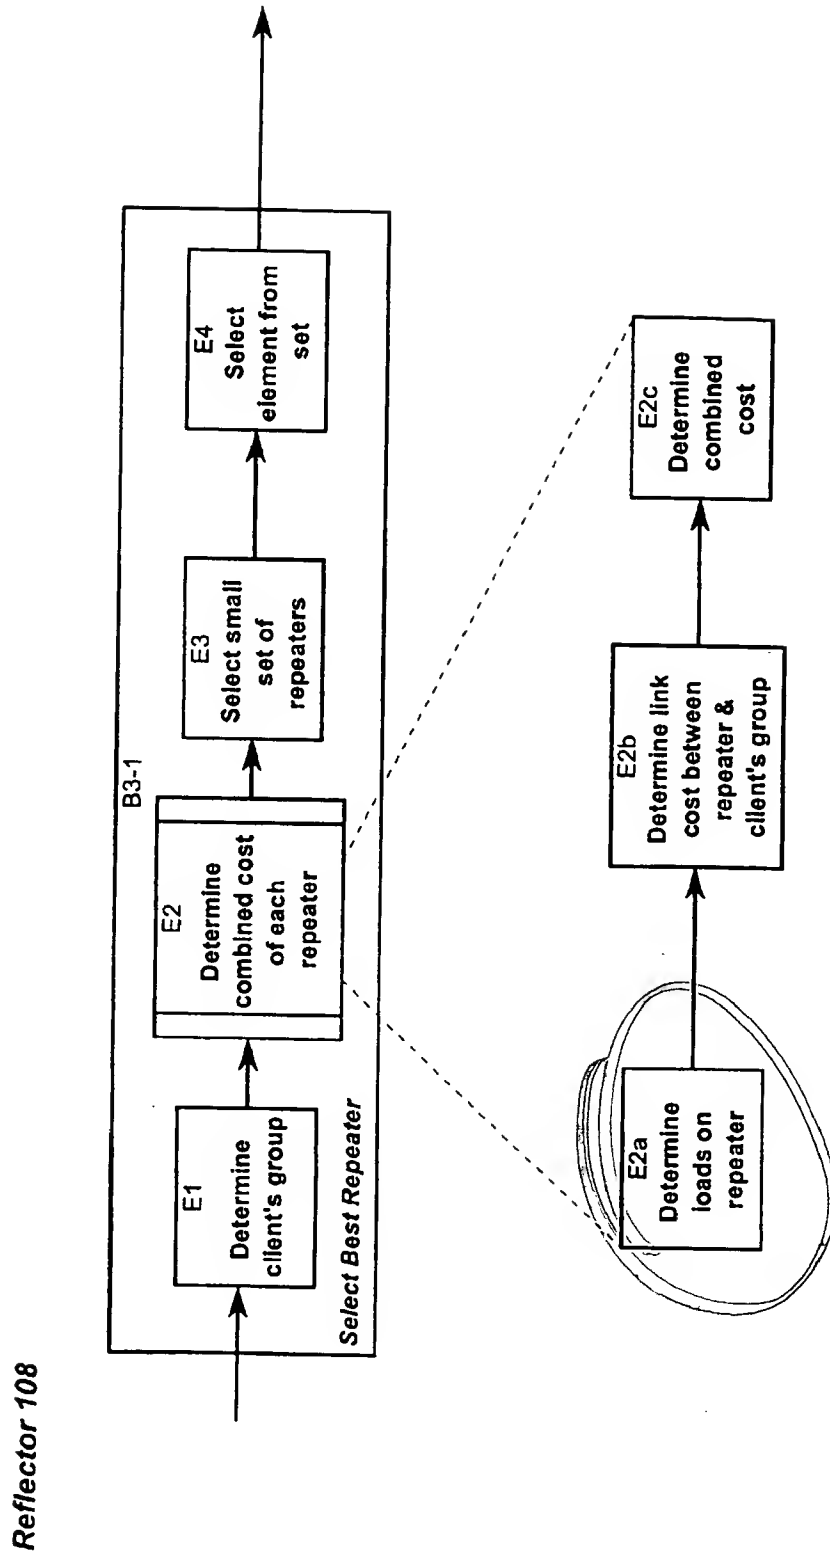 Reflector 108
B3-1
E1
Determine
client's group
E2
Determine
combined cost
of each
repeater
E3
Select small
set of
repeaters
E4
Select
element from
set
Select Best Repeater
E2a
Determine
loads on
repeater
E2b
Determine link
cost between
repeater &
client's group
E2c
Determine
combined
cost